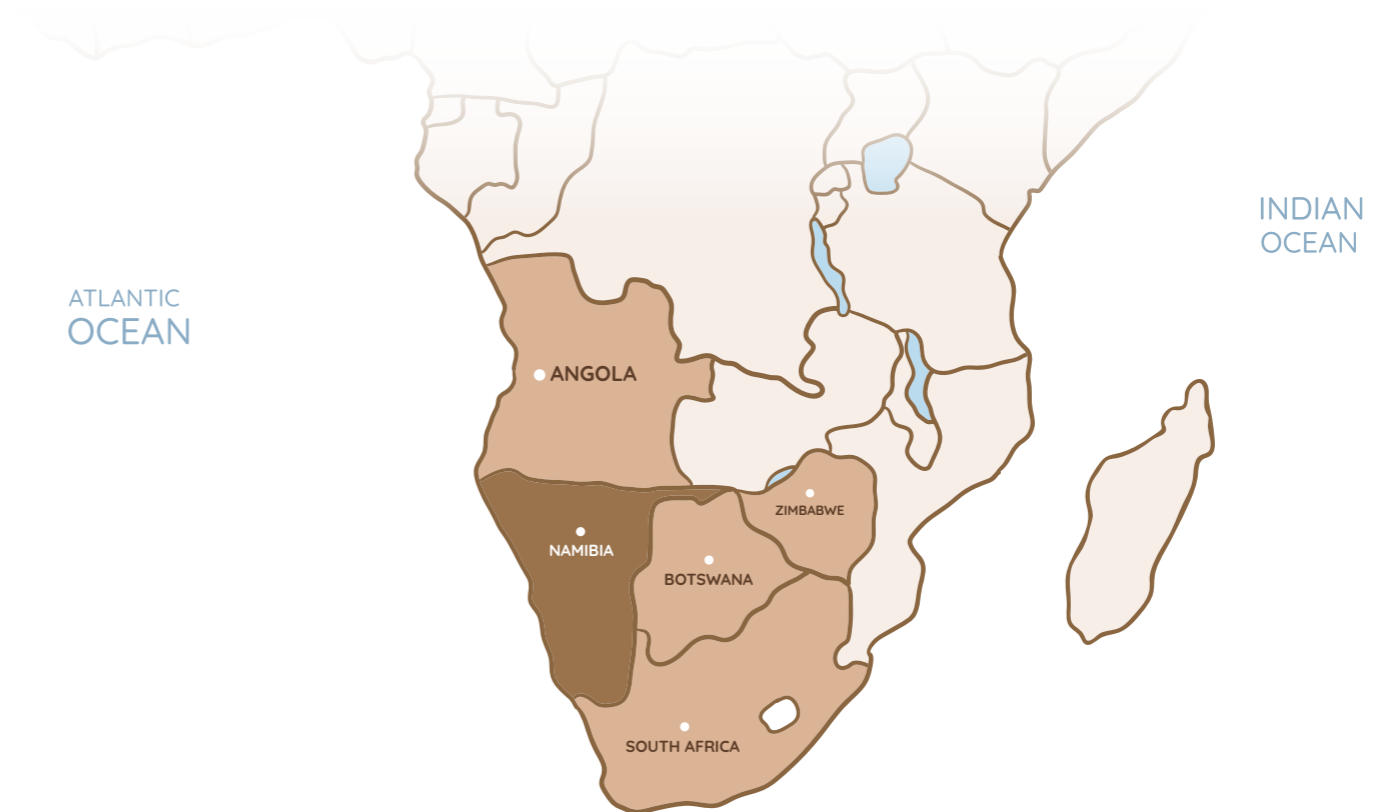 INDIAN
OCEAN
ATLANTIC
OCEAN
ANGOLA
ZIMBABWE
NAMIBIA
BOTSWANA
SOUTH AFRICA